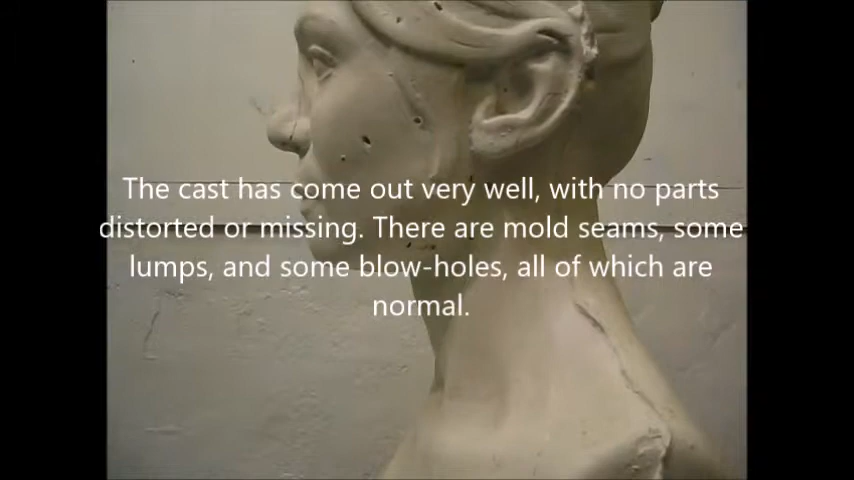 The cast has come out very well, with no parts
distorted or missing. There are mold seams, some
lumps, and some blow-holes, all of which are
normal.